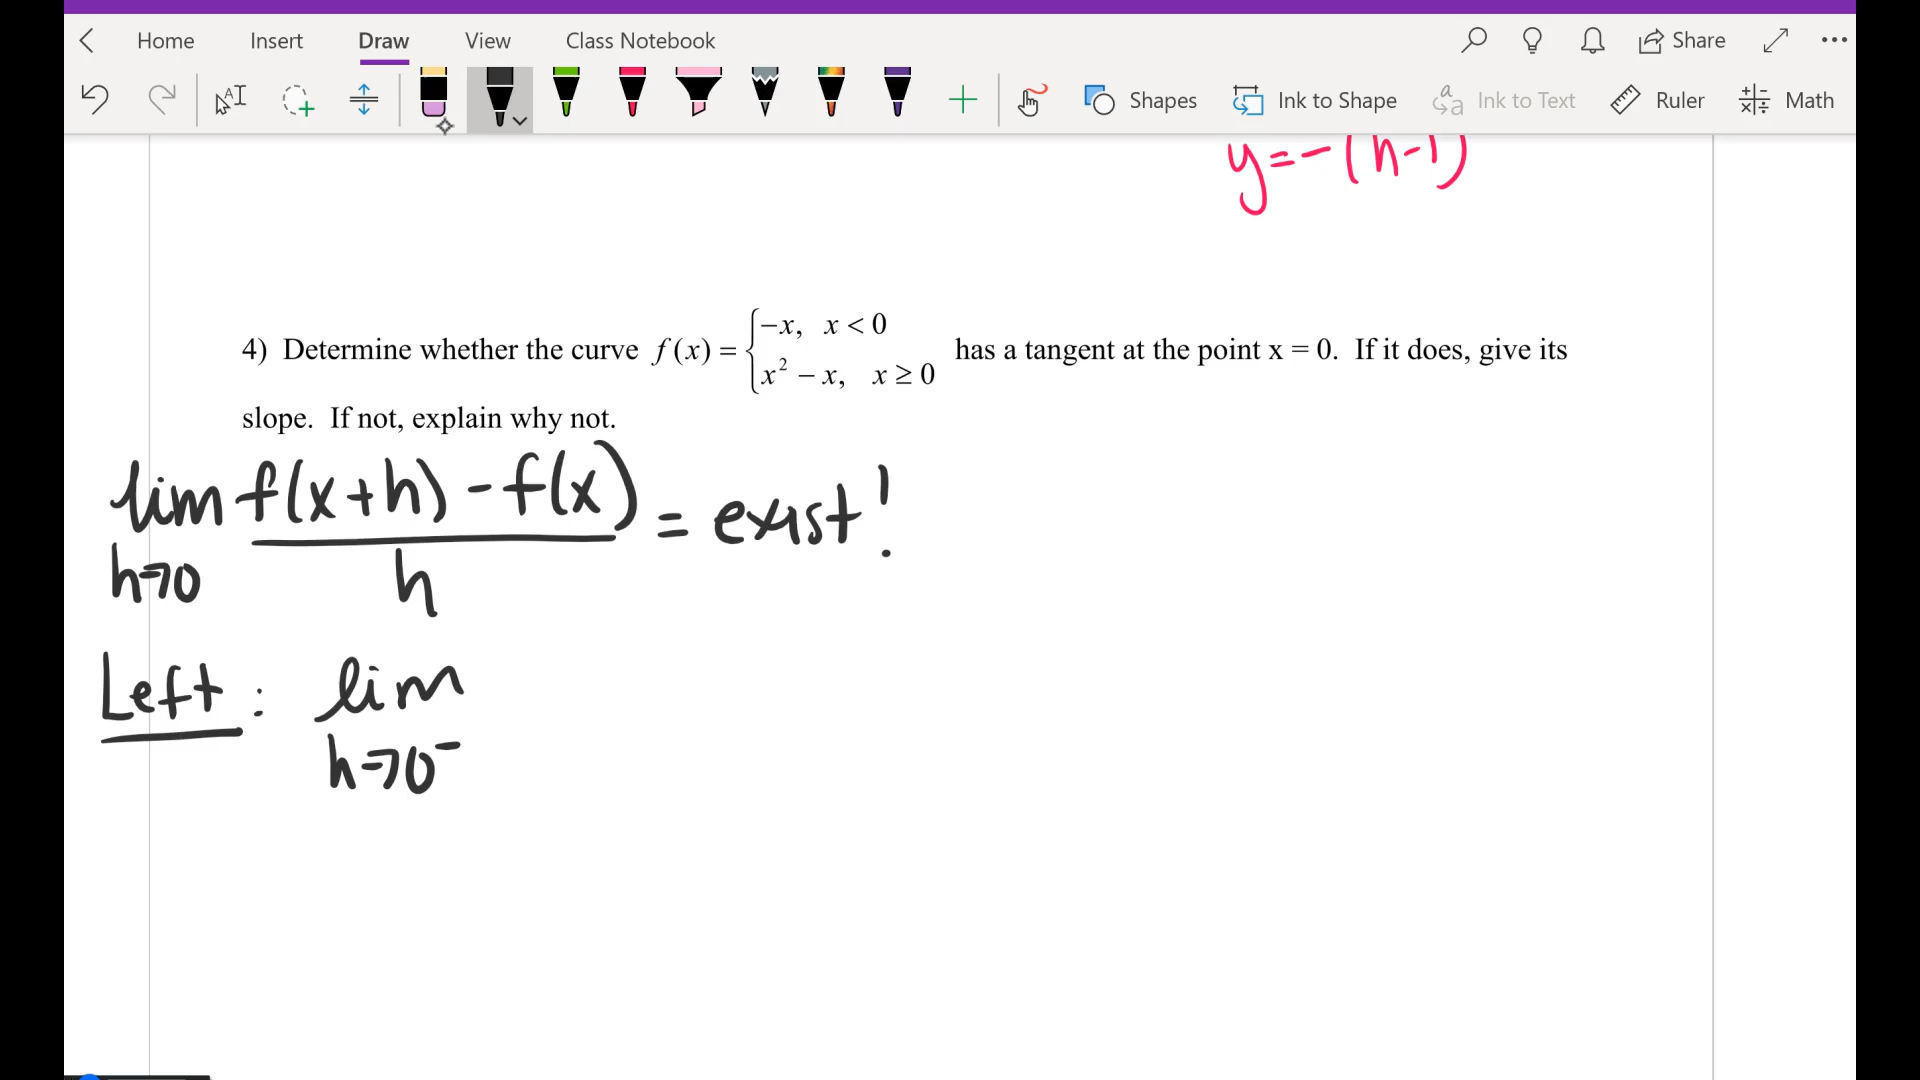 Home Insert Draw View Class Notebook Share
Shapes Ink to Shape Ink to Text Ruler Math
y=-(h-1)
4) Determine whether the curve f(x) = {−x, x < 0
x² − x, x ≥ 0 has a tangent at the point x = 0. If it does, give its
slope. If not, explain why not.
lim f(x+h) - f(x) = exist!
h→0 h
Left : lim
h→0⁻